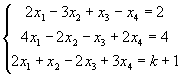 2x₁ − 3x₂ + x₃ − x₄ = 2
4x₁ − 2x₂ − x₃ + 2x₄ = 4
2x₁ + x₂ − 2x₃ + 3x₄ = k + 1